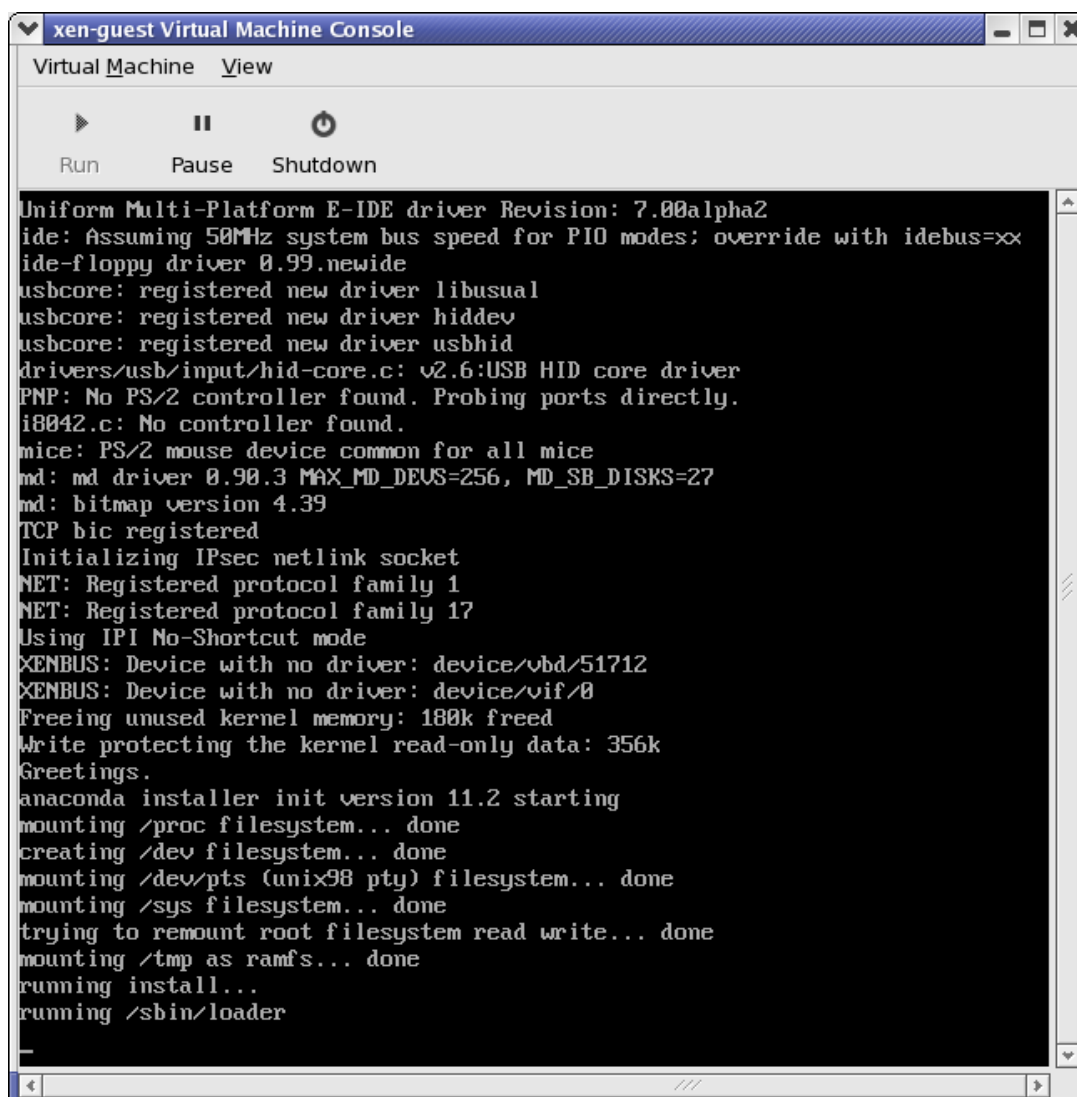 xen-guest Virtual Machine Console
Virtual Machine View
Run Pause Shutdown
Uniform Multi-Platform E-IDE driver Revision: 7.00alpha2
ide: Assuming 50MHz system bus speed for PIO modes; override with idebus=xx
ide-floppy driver 0.99.newide
usbcore: registered new driver libusual
usbcore: registered new driver hiddev
usbcore: registered new driver usbhid
drivers/usb/input/hid-core.c: v2.6:USB HID core driver
PNP: No PS/2 controller found. Probing ports directly.
i8042.c: No controller found.
mice: PS/2 mouse device common for all mice
md: md driver 0.90.3 MAX_MD_DEVS=256, MD_SB_DISKS=27
md: bitmap version 4.39
TCP bic registered
Initializing IPsec netlink socket
NET: Registered protocol family 1
NET: Registered protocol family 17
Using IPI No-Shortcut mode
XENBUS: Device with no driver: device/vbd/51712
XENBUS: Device with no driver: device/vif/0
Freeing unused kernel memory: 180k freed
Write protecting the kernel read-only data: 356k
Greetings.
anaconda installer init version 11.2 starting
mounting /proc filesystem... done
creating /dev filesystem... done
mounting /dev/pts (unix98 pty) filesystem... done
mounting /sys filesystem... done
trying to remount root filesystem read write... done
mounting /tmp as ramfs... done
running install...
running /sbin/loader